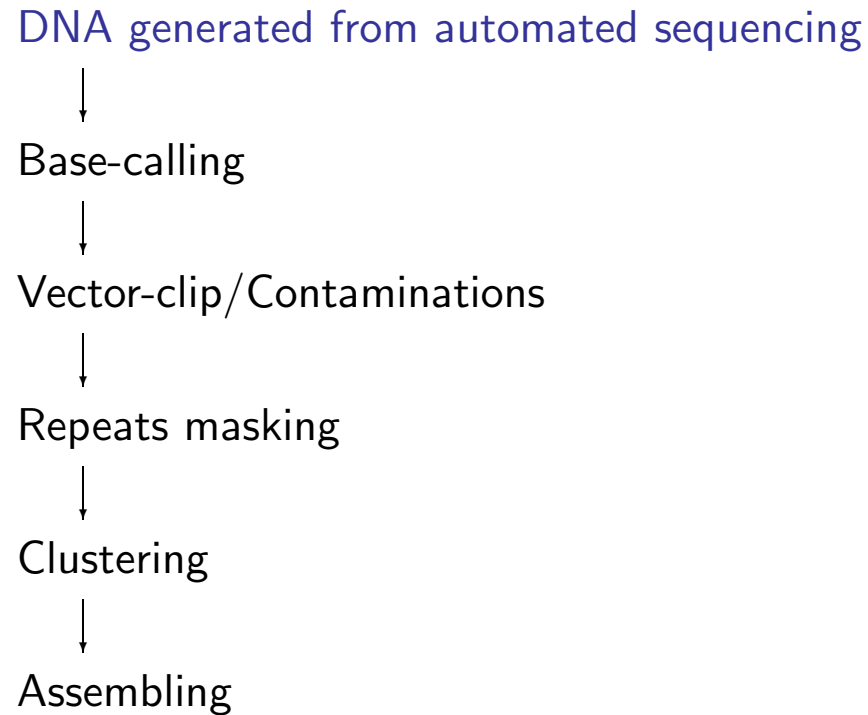 DNA generated from automated sequencing
Base-calling
Vector-clip/Contaminations
Repeats masking
Clustering
Assembling